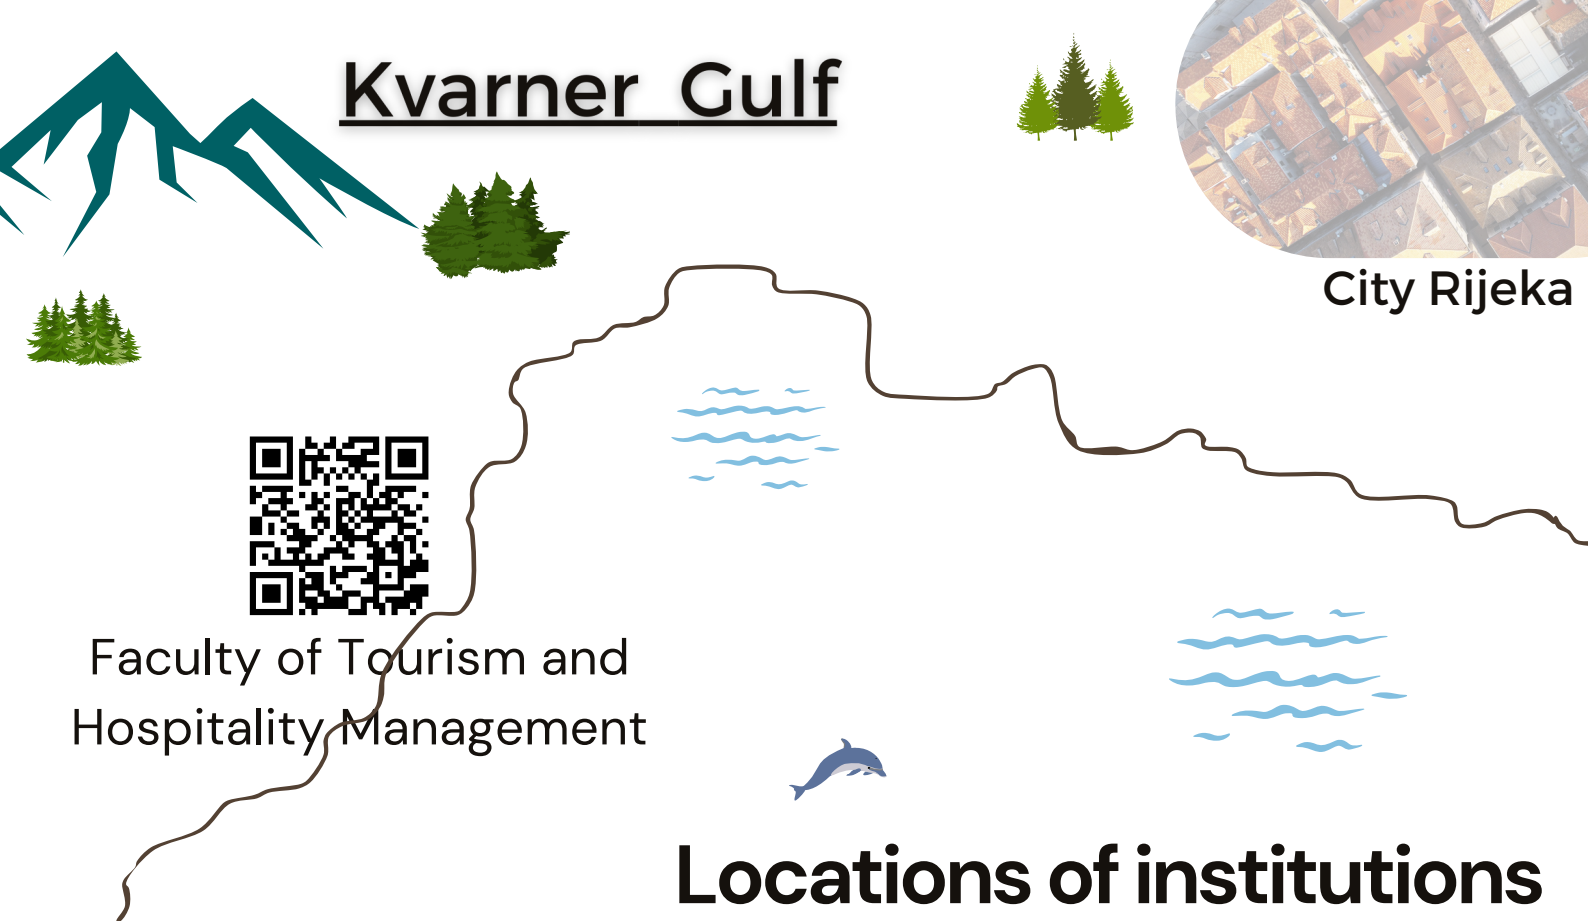 Kvarner Gulf
City Rijeka
Faculty of Tourism and
Hospitality Management
Locations of institutions